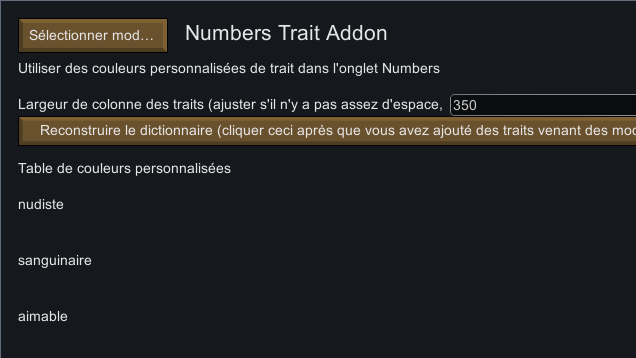 Sélectionner mod… Numbers Trait Addon
Utiliser des couleurs personnalisées de trait dans l'onglet Numbers
Largeur de colonne des traits (ajuster s'il n'y a pas assez d'espace, 350
Reconstruire le dictionnaire (cliquer ceci après que vous avez ajouté des traits venant des mod
Table de couleurs personnalisées
nudiste
sanguinaire
aimable